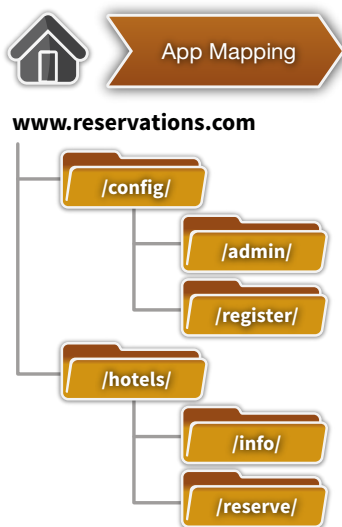 App Mapping
www.reservations.com
/config/
/admin/
/register/
/hotels/
/info/
/reserve/